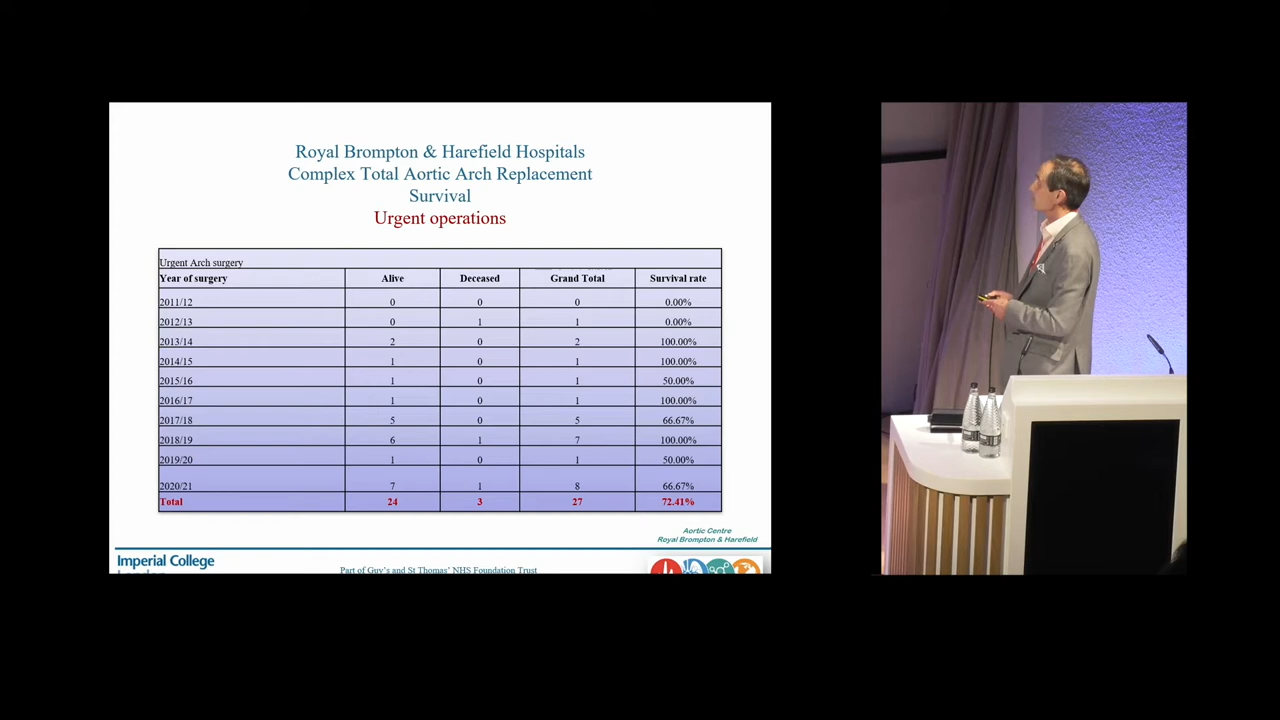 Royal Brompton & Harefield Hospitals
Complex Total Aortic Arch Replacement
Survival
Urgent operations
Urgent Arch surgery
Year of surgery Alive Deceased Grand Total Survival rate
2011/12 0 0 0 0.00%
2012/13 0 1 1 0.00%
2013/14 2 0 2 100.00%
2014/15 1 0 1 100.00%
2015/16 1 0 1 50.00%
2016/17 1 0 1 100.00%
2017/18 5 0 5 66.67%
2018/19 6 1 7 100.00%
2019/20 1 0 1 50.00%
2020/21 7 1 8 66.67%
Total 24 3 27 72.41%
Aortic Centre
Royal Brompton & Harefield
Imperial College
Part of Guy's and St Thomas' NHS Foundation Trust